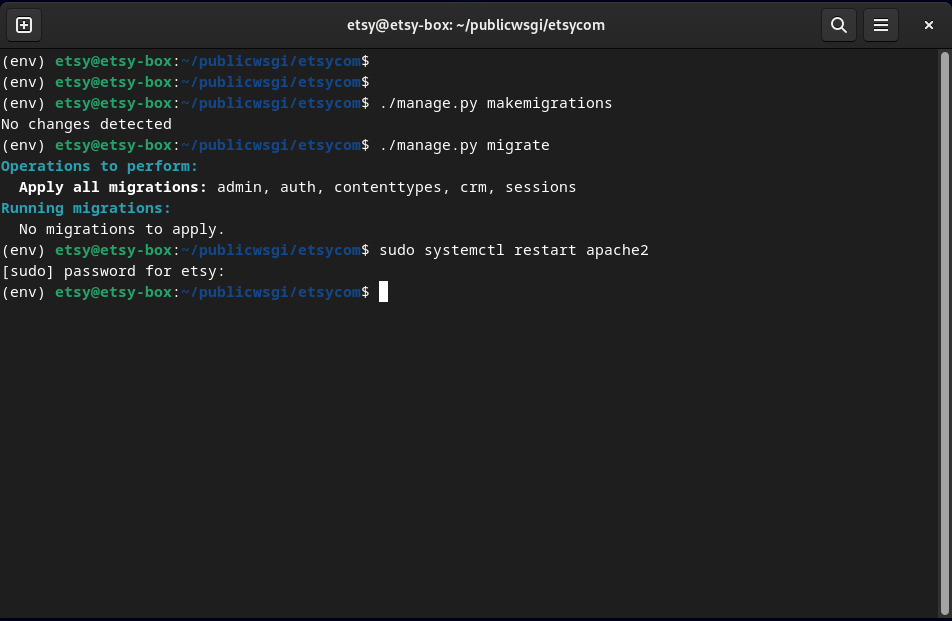 etsy@etsy-box: ~/publicwsgi/etsycom
(env) etsy@etsy-box:~/publicwsgi/etsycom$
(env) etsy@etsy-box:~/publicwsgi/etsycom$
(env) etsy@etsy-box:~/publicwsgi/etsycom$ ./manage.py makemigrations
No changes detected
(env) etsy@etsy-box:~/publicwsgi/etsycom$ ./manage.py migrate
Operations to perform:
  Apply all migrations: admin, auth, contenttypes, crm, sessions
Running migrations:
  No migrations to apply.
(env) etsy@etsy-box:~/publicwsgi/etsycom$ sudo systemctl restart apache2
[sudo] password for etsy:
(env) etsy@etsy-box:~/publicwsgi/etsycom$